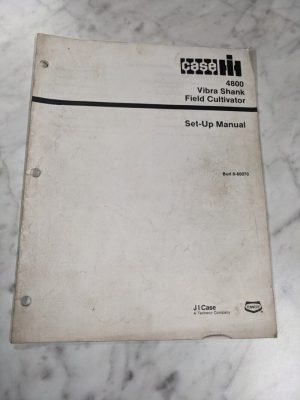 case IH
4800
Vibra Shank
Field Cultivator
Set-Up Manual
J I Case
A Tenneco Company